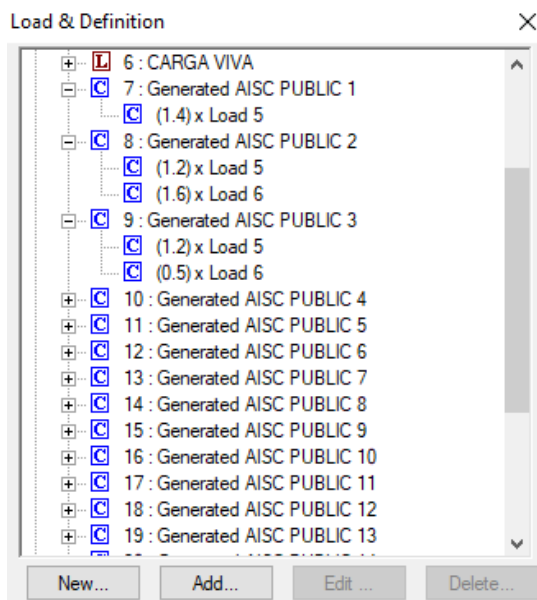 Load & Definition
L 6 : CARGA VIVA
C 7 : Generated AISC PUBLIC 1
C (1.4) x Load 5
C 8 : Generated AISC PUBLIC 2
C (1.2) x Load 5
C (1.6) x Load 6
C 9 : Generated AISC PUBLIC 3
C (1.2) x Load 5
C (0.5) x Load 6
C 10 : Generated AISC PUBLIC 4
C 11 : Generated AISC PUBLIC 5
C 12 : Generated AISC PUBLIC 6
C 13 : Generated AISC PUBLIC 7
C 14 : Generated AISC PUBLIC 8
C 15 : Generated AISC PUBLIC 9
C 16 : Generated AISC PUBLIC 10
C 17 : Generated AISC PUBLIC 11
C 18 : Generated AISC PUBLIC 12
C 19 : Generated AISC PUBLIC 13
New... Add... Edit ... Delete...